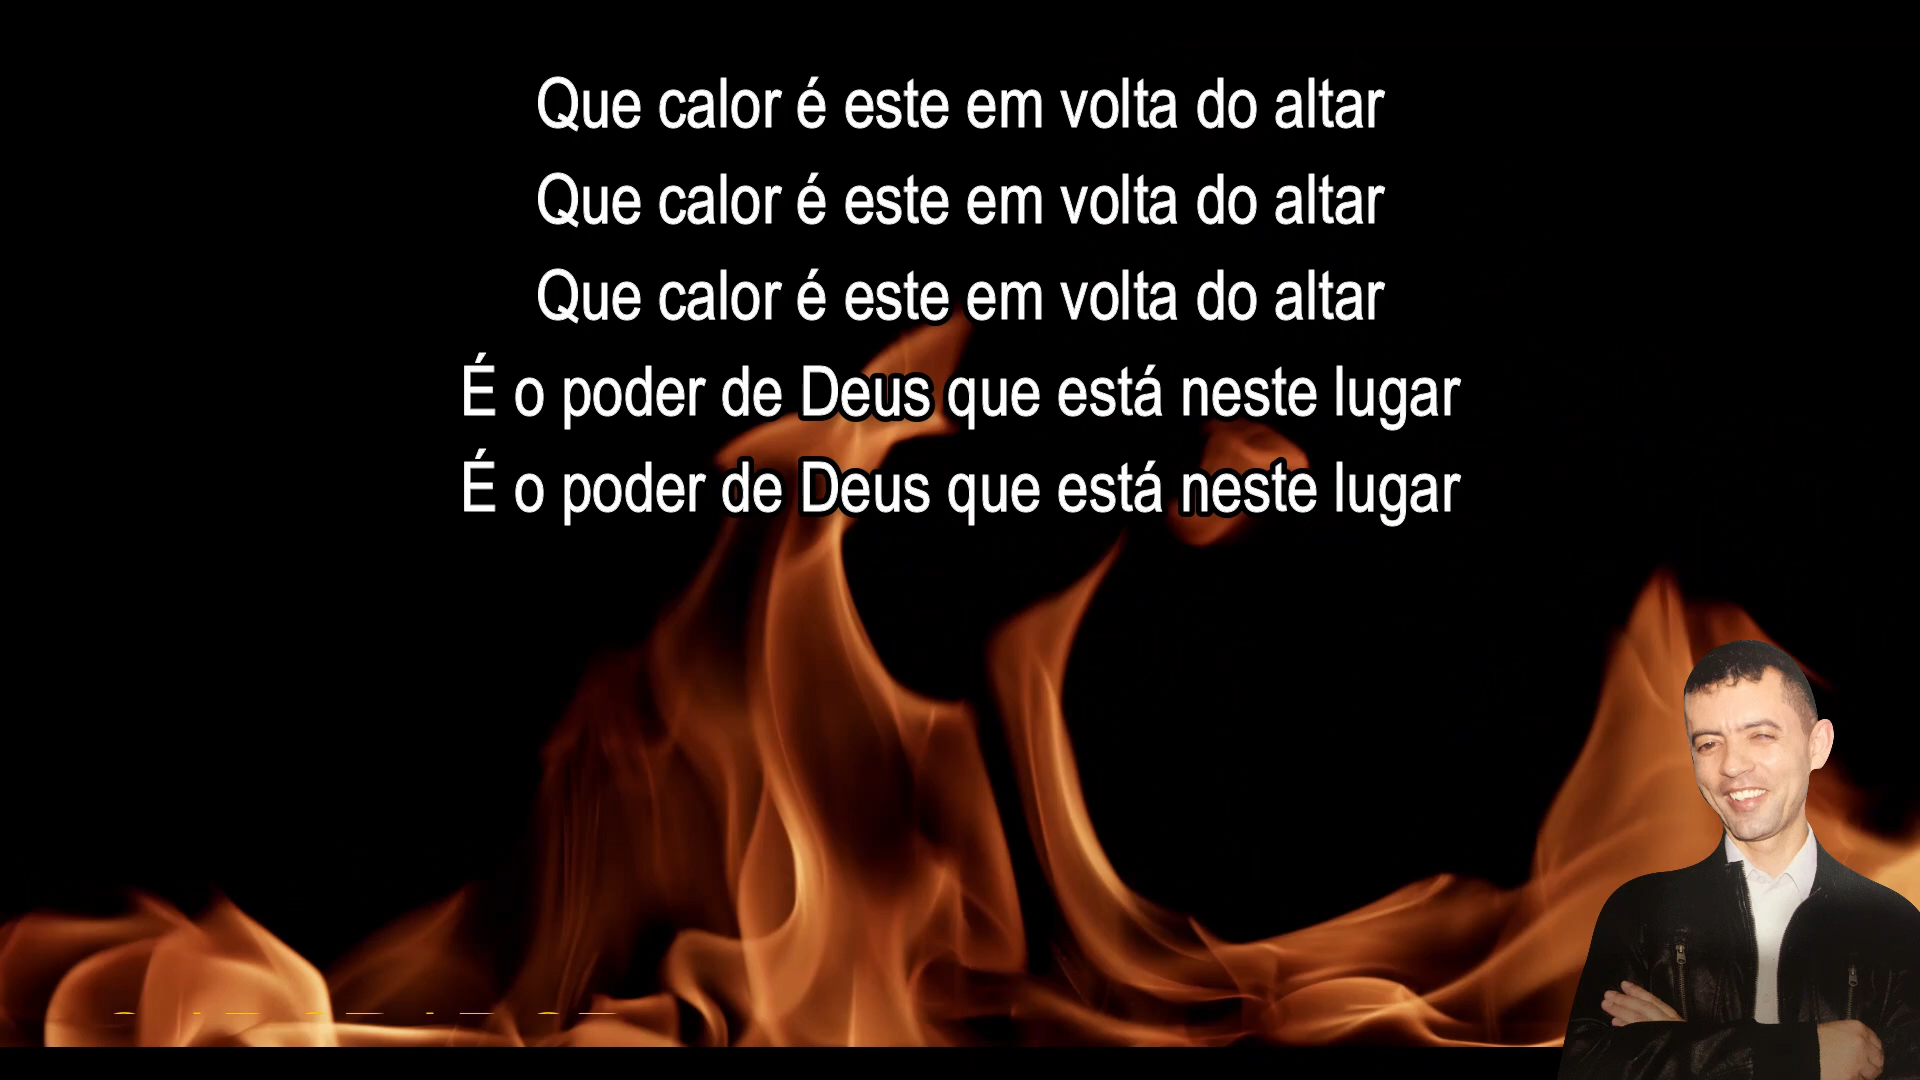 Que calor é este em volta do altar
Que calor é este em volta do altar
Que calor é este em volta do altar
É o poder de Deus que está neste lugar
É o poder de Deus que está neste lugar